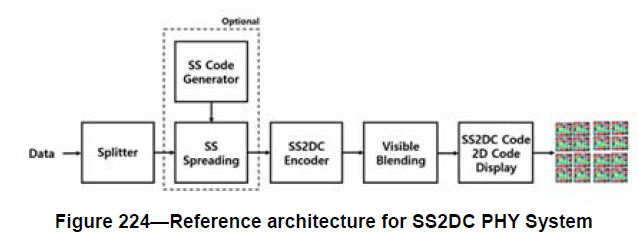 Optional
SS Code
Generator
Data
Splitter
SS
Spreading
SS2DC
Encoder
Visible
Blending
SS2DC Code
2D Code
Display
Figure 224—Reference architecture for SS2DC PHY System